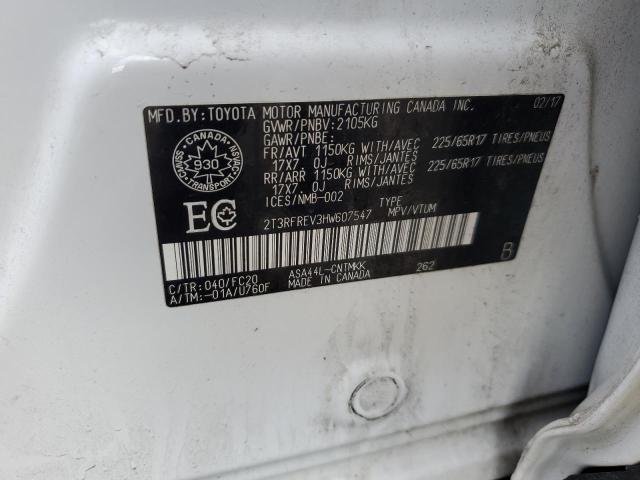 MFD.BY:TOYOTA MOTOR MANUFACTURING CANADA INC. 02/17
GVWR/PNBV:2105KG
GAWR/PNBE:
FR/AVT 1150KG WITH/AVEC 225/65R17 TIRES/PNEUS
17X7.0J RIMS/JANTES
RR/ARR 1150KG WITH/AVEC 225/65R17 TIRES/PNEUS
17X7.0J RIMS/JANTES
ICES/NMB-002 TYPE
2T3RFREV3HW607547 MPV/VTUM
CANADA
930
TRANSPORT
EC
B
C/TR:040/FC20 ASA44L-CNTMKK 262
A/TM:-01A/U760F MADE IN CANADA